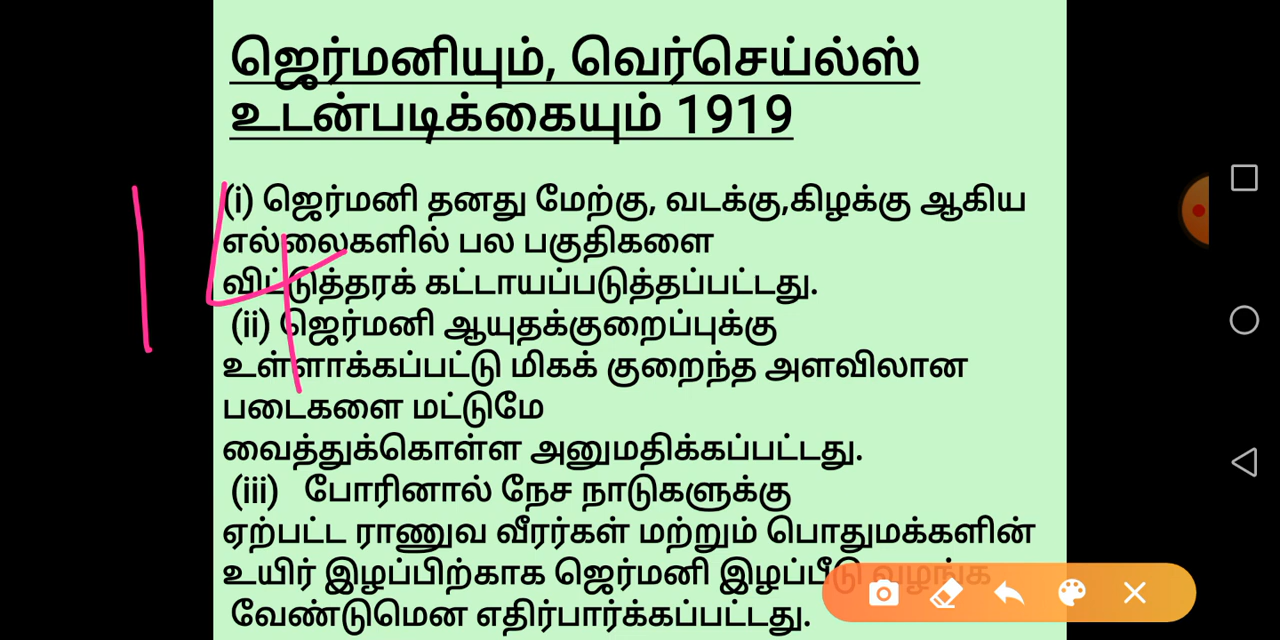 ஜெர்மனியும், வெர்செய்ல்ஸ்
உடன்படிக்கையும் 1919
14
(i) ஜெர்மனி தனது மேற்கு, வடக்கு,கிழக்கு ஆகிய
எல்லைகளில் பல பகுதிகளை
விட்டுத்தரக் கட்டாயப்படுத்தப்பட்டது.
(ii) ஜெர்மனி ஆயுதக்குறைப்புக்கு
உள்ளாக்கப்பட்டு மிகக் குறைந்த அளவிலான
படைகளை மட்டுமே
வைத்துக்கொள்ள அனுமதிக்கப்பட்டது.
(iii) போரினால் நேச நாடுகளுக்கு
ஏற்பட்ட ராணுவ வீரர்கள் மற்றும் பொதுமக்களின்
உயிர் இழப்பிற்காக ஜெர்மனி இழப்பீடு வழங்க
வேண்டுமென எதிர்பார்க்கப்பட்டது.